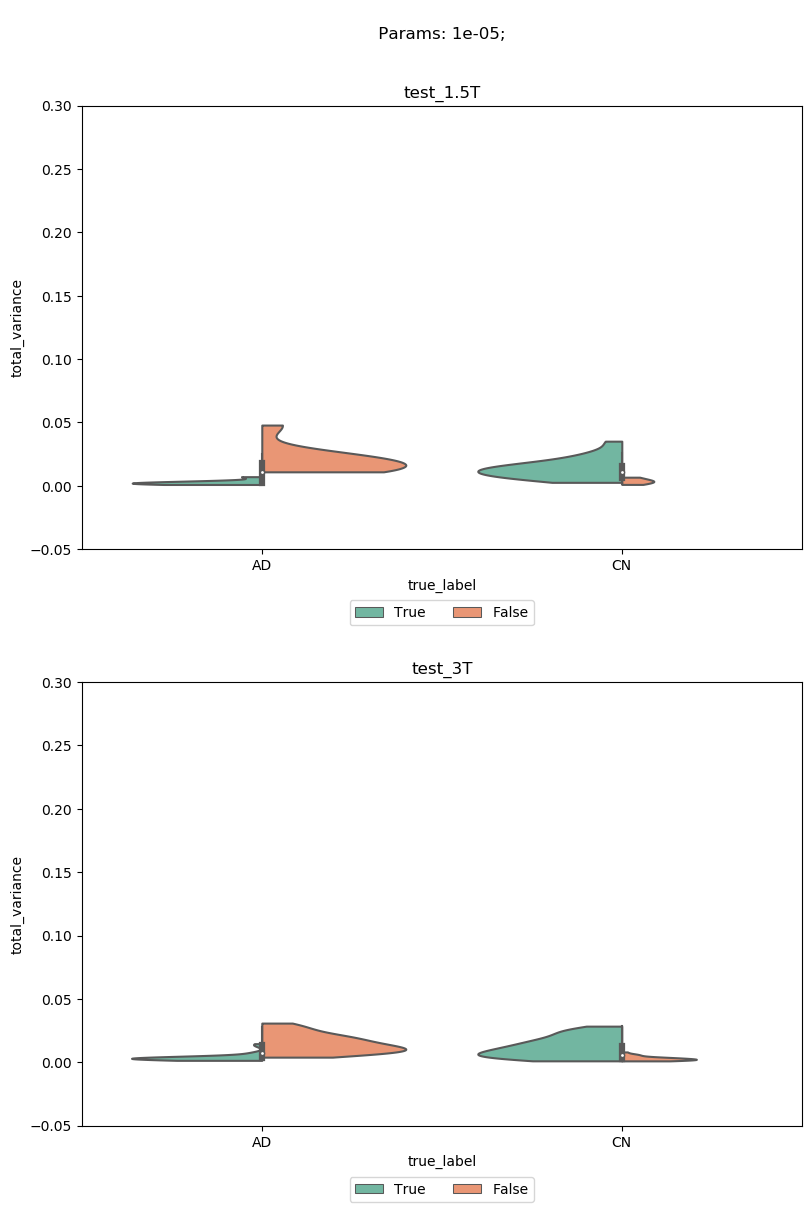 Params: 1e-05;
test_1.5T
0.30
0.25
0.20
0.15
0.10
0.05
0.00
−0.05
total_variance
AD CN
true_label
True False
test_3T
0.30
0.25
0.20
0.15
0.10
0.05
0.00
−0.05
total_variance
AD CN
true_label
True False